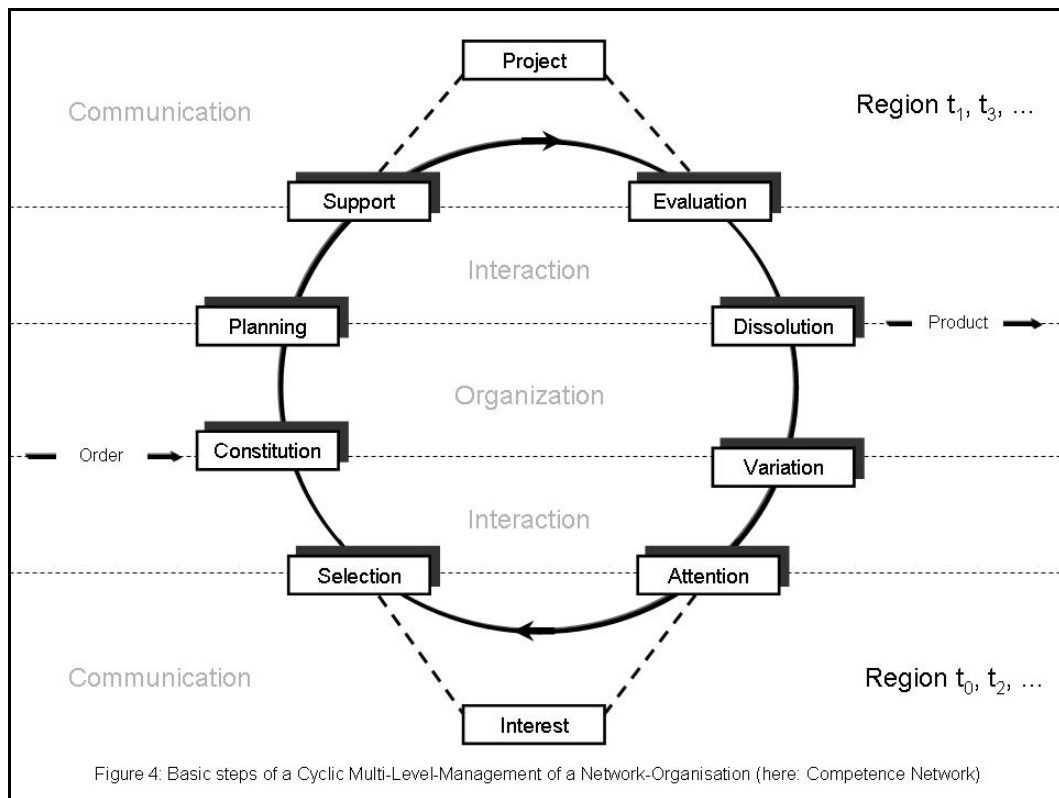 Project
Communication
Region t₁, t₃, ...
Support
Evaluation
Interaction
Planning
Dissolution
Product
Organization
Order
Constitution
Variation
Interaction
Selection
Attention
Communication
Region t₀, t₂, ...
Interest
Figure 4: Basic steps of a Cyclic Multi-Level-Management of a Network-Organisation (here: Competence Network)